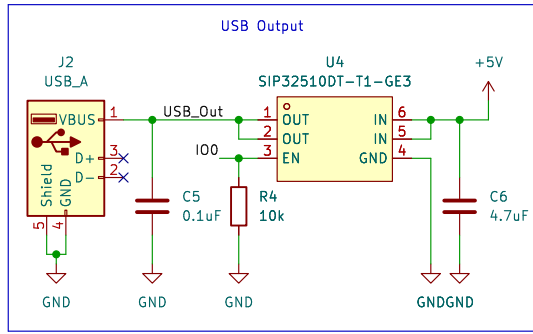 USB Output
J2
USB_A
U4
SIP32510DT-T1-GE3
+5V
VBUS 1
USB_Out
1 OUT IN 6
2 OUT IN 5
IO0
3 EN GND 4
D+ 3
D- 2
Shield
GND
5
4
C5
0.1uF
R4
10k
C6
4.7uF
GND
GND
GND
GND
GND